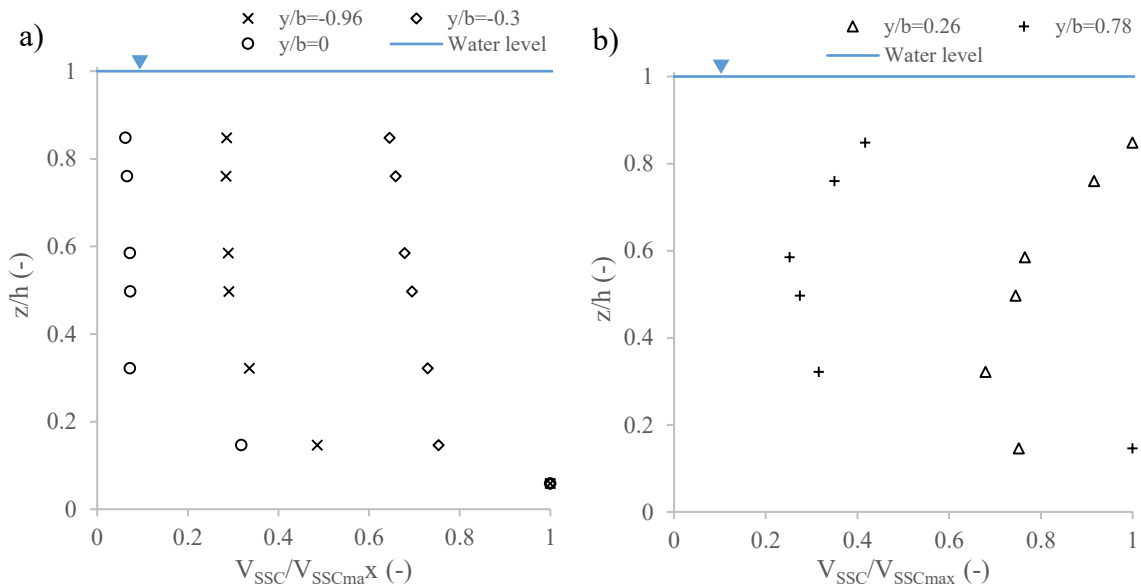 a)
y/b=-0.96 y/b=-0.3
y/b=0 Water level
1
0.8
0.6
0.4
0.2
0
z/h (-)
0 0.2 0.4 0.6 0.8 1
VSSC/VSSCmax (-)
b)
y/b=0.26 y/b=0.78
Water level
1
0.8
0.6
0.4
0.2
0
z/h (-)
0 0.2 0.4 0.6 0.8 1
VSSC/VSSCmax (-)